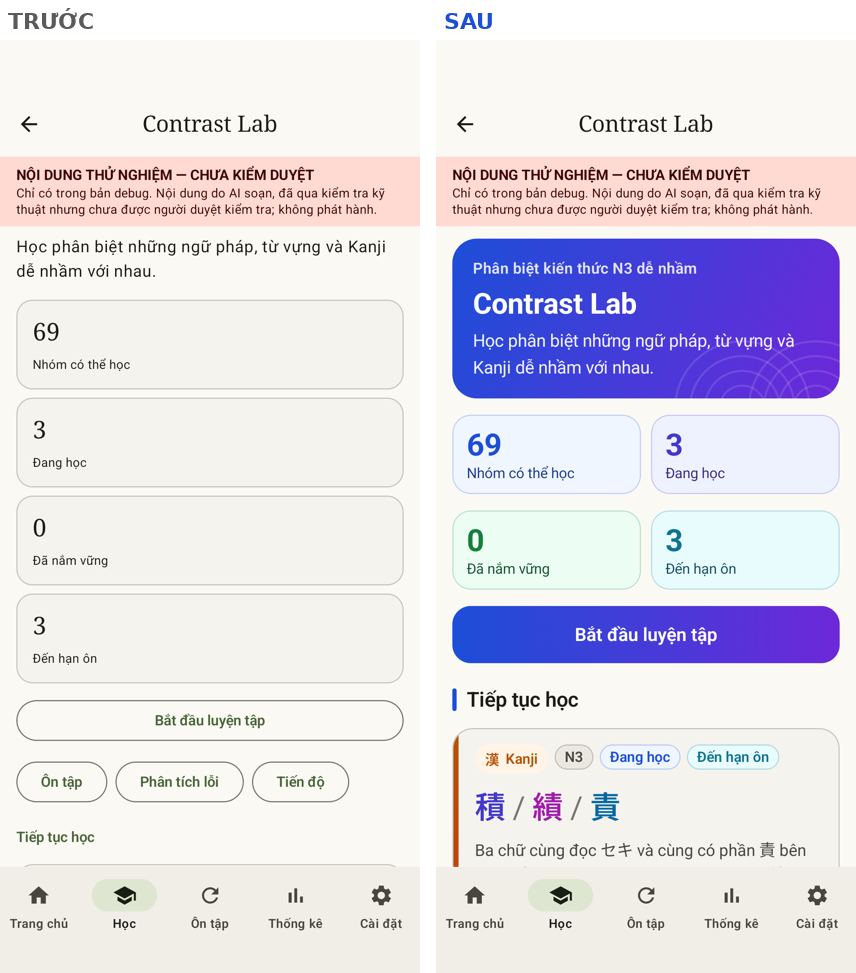 TRƯỚC
Contrast Lab
NỘI DUNG THỬ NGHIỆM — CHƯA KIỂM DUYỆT
Chỉ có trong bản debug. Nội dung do AI soạn, đã qua kiểm tra kỹ
thuật nhưng chưa được người duyệt kiểm tra; không phát hành.
Học phân biệt những ngữ pháp, từ vựng và Kanji
dễ nhầm với nhau.
69
Nhóm có thể học
3
Đang học
0
Đã nắm vững
3
Đến hạn ôn
Bắt đầu luyện tập
Ôn tập
Phân tích lỗi
Tiến độ
Tiếp tục học
Trang chủ
Học
Ôn tập
Thống kê
Cài đặt
SAU
Contrast Lab
NỘI DUNG THỬ NGHIỆM — CHƯA KIỂM DUYỆT
Chỉ có trong bản debug. Nội dung do AI soạn, đã qua kiểm tra kỹ
thuật nhưng chưa được người duyệt kiểm tra; không phát hành.
Phân biệt kiến thức N3 dễ nhầm
Contrast Lab
Học phân biệt những ngữ pháp, từ vựng và
Kanji dễ nhầm với nhau.
69
Nhóm có thể học
3
Đang học
0
Đã nắm vững
3
Đến hạn ôn
Bắt đầu luyện tập
Tiếp tục học
漢 Kanji
N3
Đang học
Đến hạn ôn
積 / 績 / 責
Ba chữ cùng đọc セキ và cùng có phần 責 bên
Trang chủ
Học
Ôn tập
Thống kê
Cài đặt